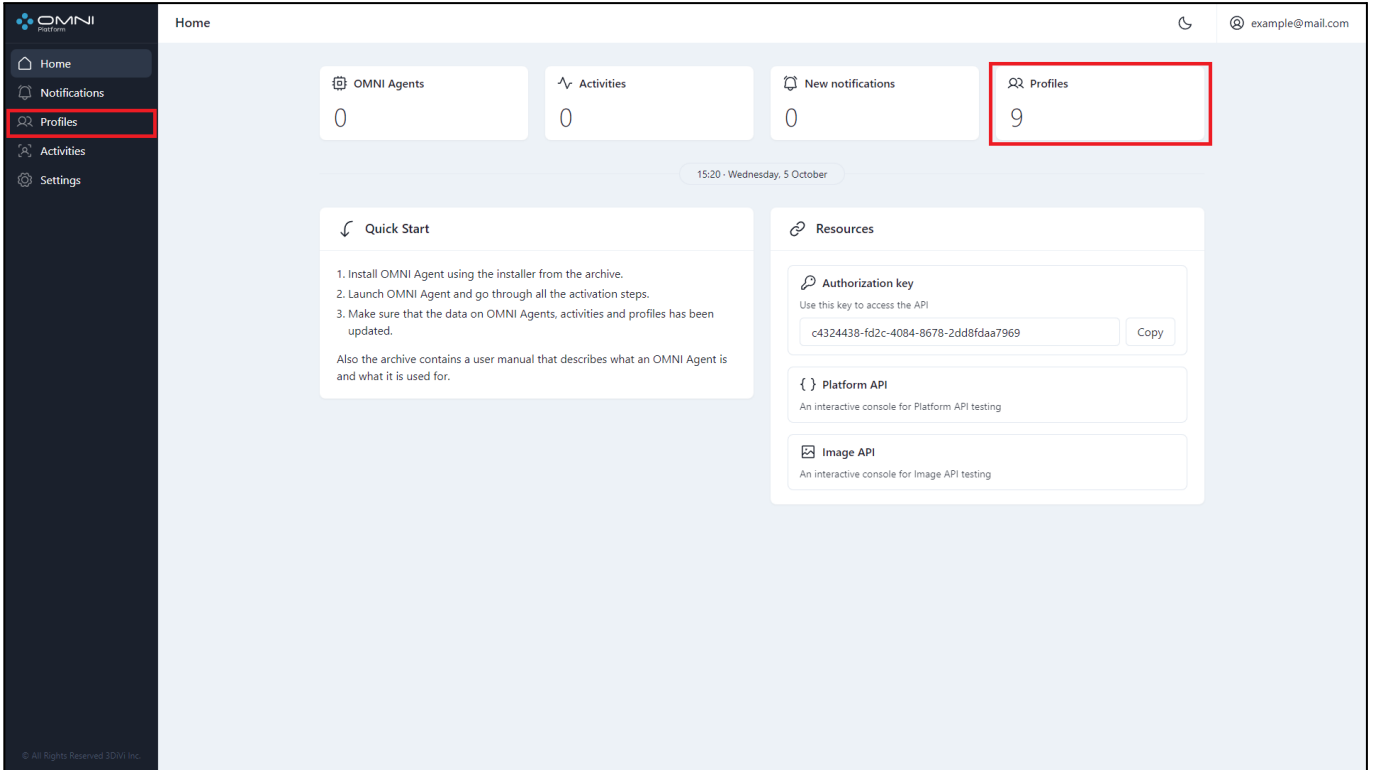 OMNI
Platform
Home
example@mail.com
Home
Notifications
Profiles
Activities
Settings
OMNI Agents
0
Activities
0
New notifications
0
Profiles
9
15:20 · Wednesday, 5 October
Quick Start
1. Install OMNI Agent using the installer from the archive.
2. Launch OMNI Agent and go through all the activation steps.
3. Make sure that the data on OMNI Agents, activities and profiles has been
updated.
Also the archive contains a user manual that describes what an OMNI Agent is
and what it is used for.
Resources
Authorization key
Use this key to access the API
c4324438-fd2c-4084-8678-2dd8fdaa7969
Copy
{ } Platform API
An interactive console for Platform API testing
Image API
An interactive console for Image API testing
© All Rights Reserved 3DiVi Inc.